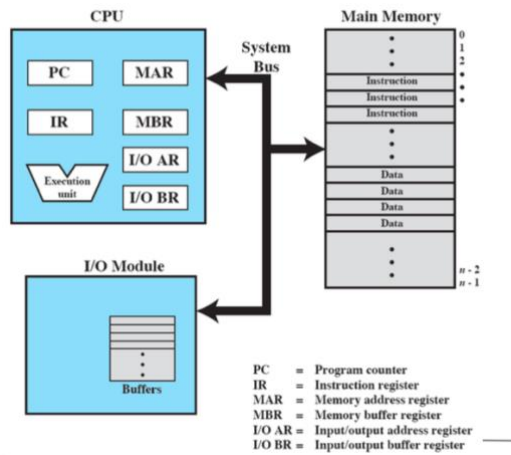 CPU
Main Memory
System
Bus
PC
MAR
IR
MBR
I/O AR
I/O BR
Execution
unit
0
1
2
Instruction
Instruction
Instruction
Data
Data
Data
Data
n - 2
n - 1
I/O Module
Buffers
PC = Program counter
IR = Instruction register
MAR = Memory address register
MBR = Memory buffer register
I/O AR = Input/output address register
I/O BR = Input/output buffer register